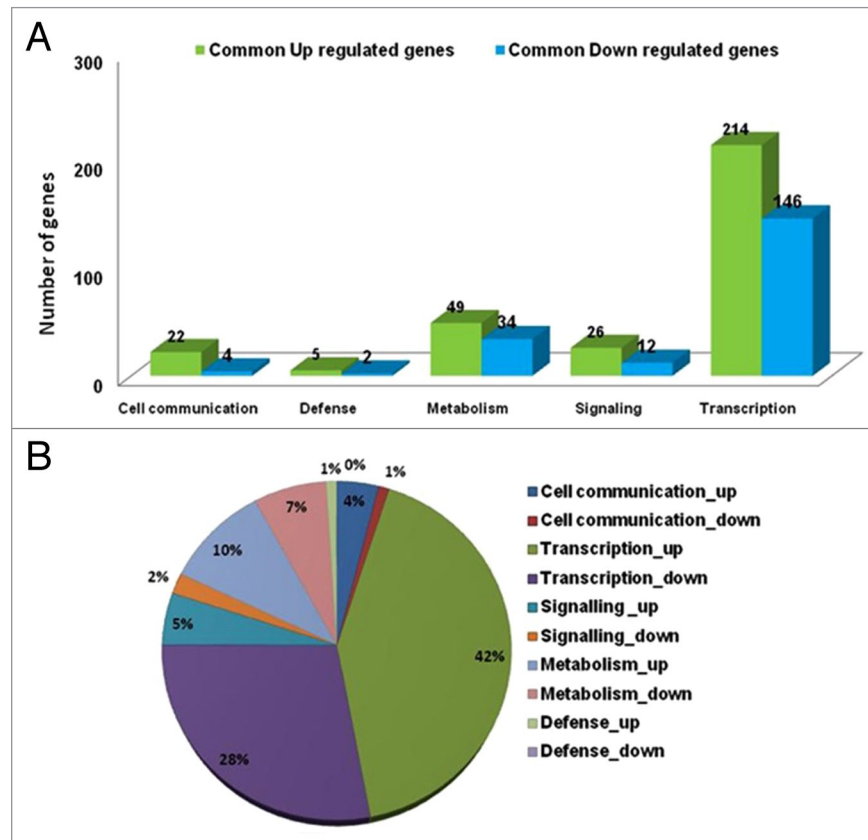 A
Common Up regulated genes
Common Down regulated genes
Number of genes
300
200
100
0
22
4
5
2
49
34
26
12
214
146
Cell communication
Defense
Metabolism
Signaling
Transcription
B
1%
0%
1%
4%
7%
10%
2%
5%
42%
28%
Cell communication_up
Cell communication_down
Transcription_up
Transcription_down
Signalling _up
Signalling_down
Metabolism_up
Metabolism_down
Defense_up
Defense_down